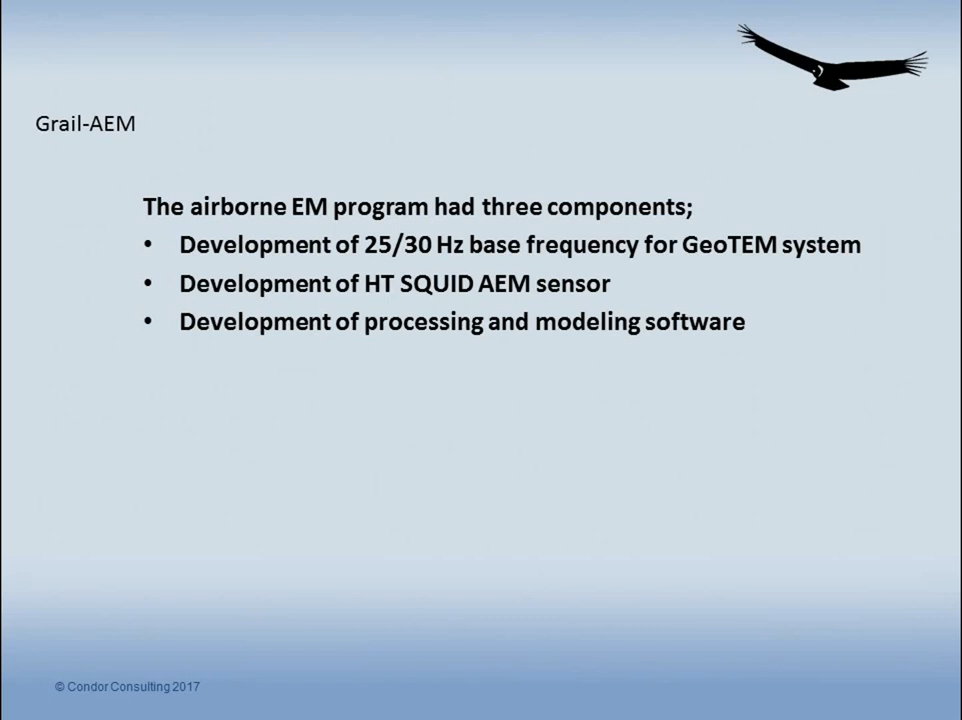 Grail-AEM
The airborne EM program had three components;
• Development of 25/30 Hz base frequency for GeoTEM system
• Development of HT SQUID AEM sensor
• Development of processing and modeling software
© Condor Consulting 2017